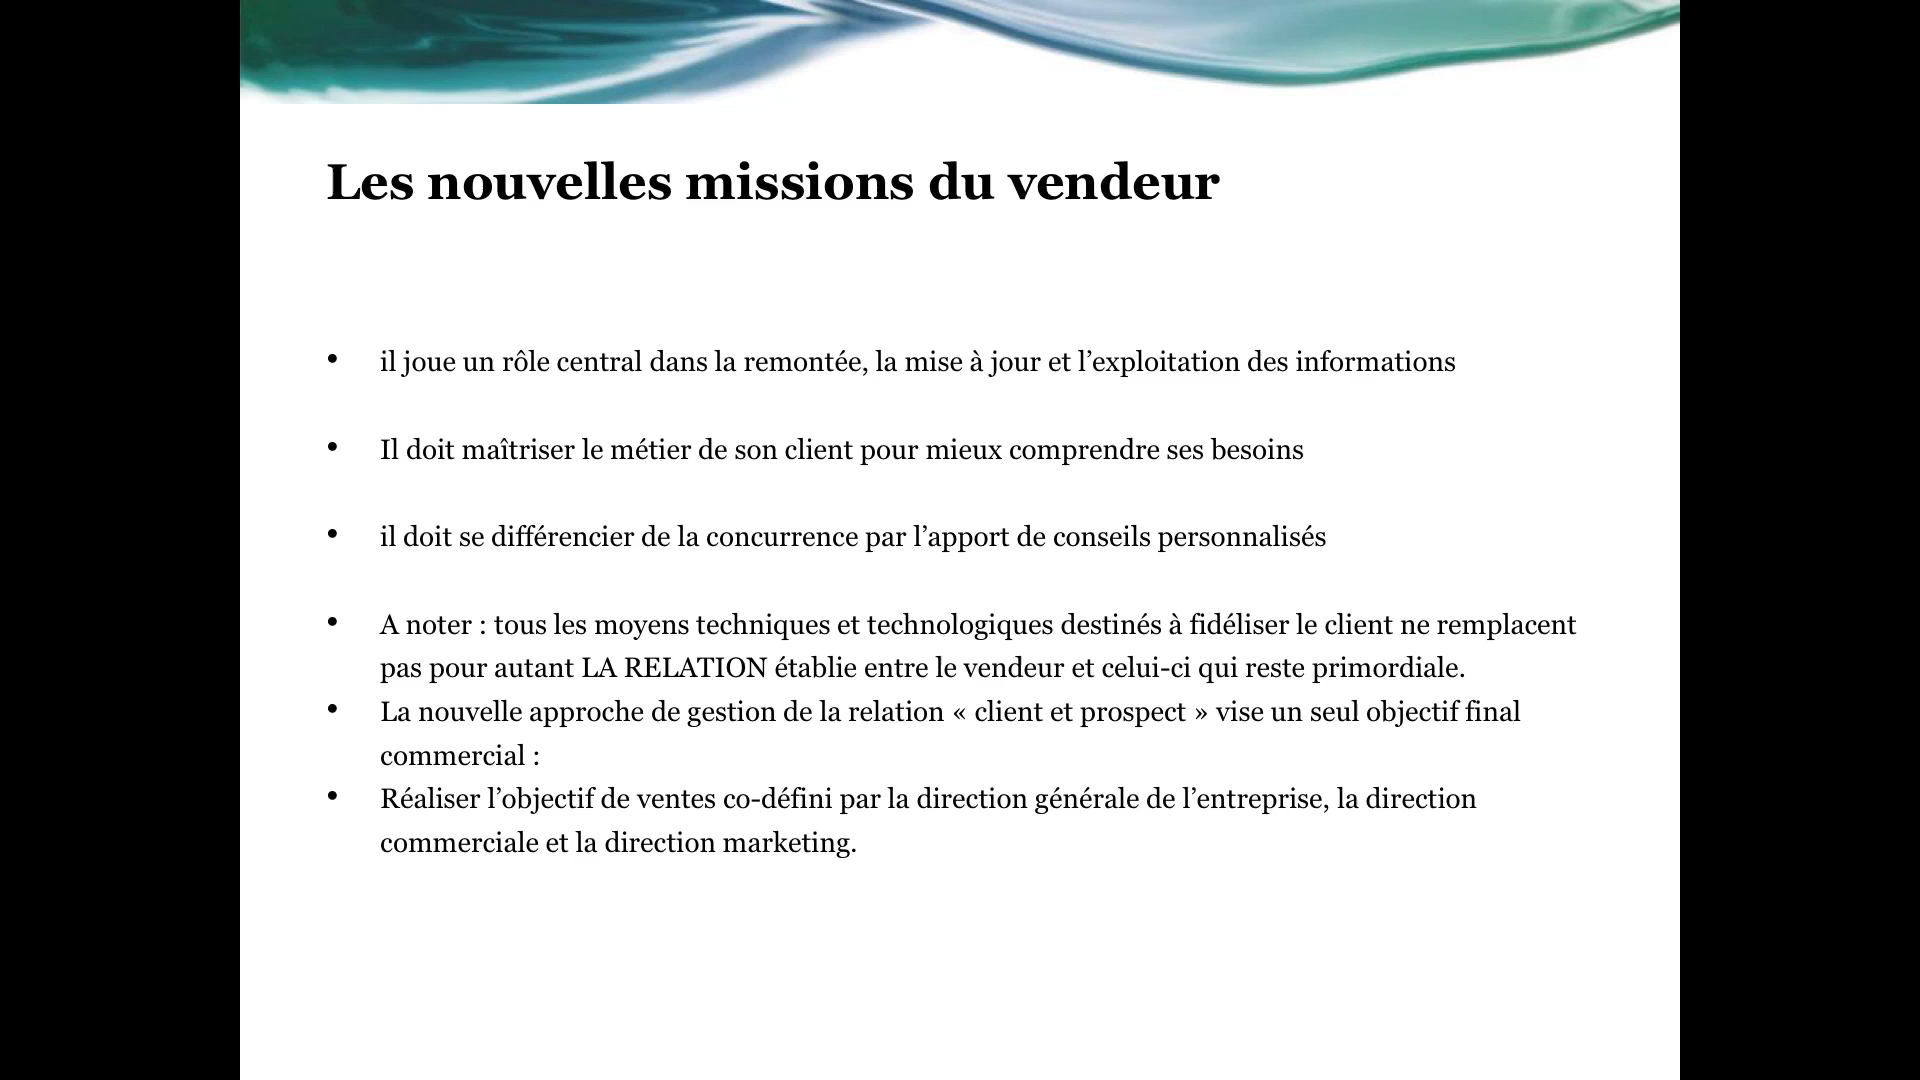 Les nouvelles missions du vendeur
• il joue un rôle central dans la remontée, la mise à jour et l’exploitation des informations
• Il doit maîtriser le métier de son client pour mieux comprendre ses besoins
• il doit se différencier de la concurrence par l’apport de conseils personnalisés
• A noter : tous les moyens techniques et technologiques destinés à fidéliser le client ne remplacent
pas pour autant LA RELATION établie entre le vendeur et celui-ci qui reste primordiale.
• La nouvelle approche de gestion de la relation « client et prospect » vise un seul objectif final
commercial :
• Réaliser l’objectif de ventes co-défini par la direction générale de l’entreprise, la direction
commerciale et la direction marketing.